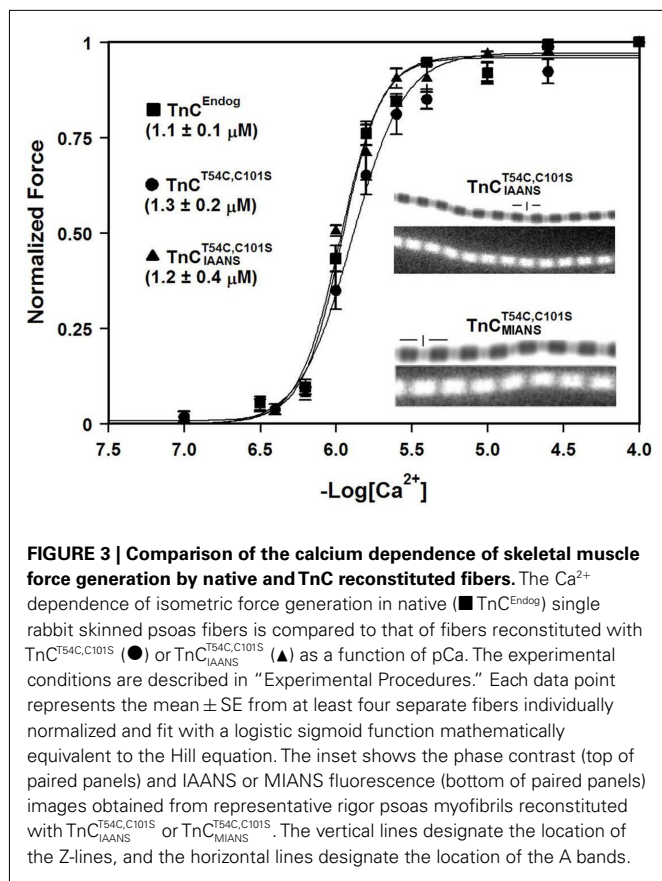 1
0.75
0.50
0.25
0
Normalized Force
■ TnC^Endog
(1.1 ± 0.1 μM)
● TnC^T54C,C101S
(1.3 ± 0.2 μM)
▲ TnC^T54C,C101S_IAANS
(1.2 ± 0.4 μM)
TnC^T54C,C101S_IAANS
TnC^T54C,C101S_MIANS
7.5 7.0 6.5 6.0 5.5 5.0 4.5 4.0
-Log[Ca²⁺]
FIGURE 3 | Comparison of the calcium dependence of skeletal muscle
force generation by native and TnC reconstituted fibers. The Ca²⁺
dependence of isometric force generation in native (■ TnC^Endog) single
rabbit skinned psoas fibers is compared to that of fibers reconstituted with
TnC^T54C,C101S (●) or TnC^T54C,C101S_IAANS (▲) as a function of pCa. The experimental
conditions are described in “Experimental Procedures.” Each data point
represents the mean ± SE from at least four separate fibers individually
normalized and fit with a logistic sigmoid function mathematically
equivalent to the Hill equation. The inset shows the phase contrast (top of
paired panels) and IAANS or MIANS fluorescence (bottom of paired panels)
images obtained from representative rigor psoas myofibrils reconstituted
with TnC^T54C,C101S_IAANS or TnC^T54C,C101S_MIANS. The vertical lines designate the location of
the Z-lines, and the horizontal lines designate the location of the A bands.